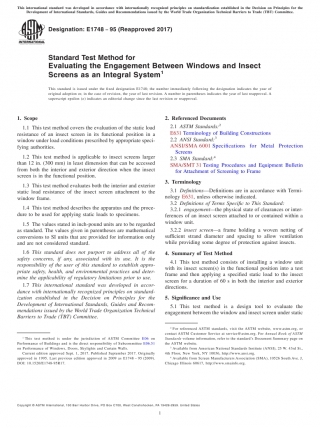 This international standard was developed in accordance with internationally recognized principles on standardization established in the Decision on Principles for the
Development of International Standards, Guides and Recommendations issued by the World Trade Organization Technical Barriers to Trade (TBT) Committee.
INTERNATIONAL
Designation: E1748 − 95 (Reapproved 2017)
Standard Test Method for
Evaluating the Engagement Between Windows and Insect
Screens as an Integral System1
This standard is issued under the fixed designation E1748; the number immediately following the designation indicates the year of
original adoption or, in the case of revision, the year of last revision. A number in parentheses indicates the year of last reapproval. A
superscript epsilon (ε) indicates an editorial change since the last revision or reapproval.
1. Scope
1.1 This test method covers the evaluation of the static load
resistance of an insect screen in its functional position in a
window under load conditions prescribed by appropriate speci-
fying authorities.
1.2 This test method is applicable to insect screens larger
than 12 in. (300 mm) in least dimension that can be accessed
from both the interior and exterior direction when the insect
screen is in the functional position.
1.3 This test method evaluates both the interior and exterior
static load resistance of the insect screen attachment to the
window frame.
1.4 This test method describes the apparatus and the proce-
dure to be used for applying static loads to specimens.
1.5 The values stated in inch-pound units are to be regarded
as standard. The values given in parentheses are mathematical
conversions to SI units that are provided for information only
and are not considered standard.
1.6 This standard does not purport to address all of the
safety concerns, if any, associated with its use. It is the
responsibility of the user of this standard to establish appro-
priate safety, health, and environmental practices and deter-
mine the applicability of regulatory limitations prior to use.
1.7 This international standard was developed in accor-
dance with internationally recognized principles on standard-
ization established in the Decision on Principles for the
Development of International Standards, Guides and Recom-
mendations issued by the World Trade Organization Technical
Barriers to Trade (TBT) Committee.
2. Referenced Documents
2.1 ASTM Standards:2
E631 Terminology of Building Constructions
2.2 ANSI Standard:3
ANSI/SMA 6001 Specifications for Metal Protection
Screens
2.3 SMA Standard:4
SMA/SMT 31 Testing Procedures and Equipment Bulletin
for Attachment of Screening to Frame
3. Terminology
3.1 Definitions—Definitions are in accordance with Termi-
nology E631, unless otherwise indicated.
3.2 Definitions of Terms Specific to This Standard:
3.2.1 engagement—the physical state of clearances or inter-
ferences of an insect screen attached to or contained within a
window unit.
3.2.2 insect screen—a frame holding a woven netting of
sufficient strand diameter and spacing to allow ventilation
while providing some degree of protection against insects.
4. Summary of Test Method
4.1 This test method consists of installing a window unit
with its insect screen(s) in the functional position into a test
frame and then applying a specified static load to the insect
screen for a duration of 60 s in both the interior and exterior
directions.
5. Significance and Use
5.1 This test method is a design tool to evaluate the
engagement between the window and insect screen under static
1 This test method is under the jurisdiction of ASTM Committee E06 on
Performance of Buildings and is the direct responsibility of Subcommittee E06.51
on Performance of Windows, Doors, Skylights and Curtain Walls.
Current edition approved Sept. 1, 2017. Published September 2017. Originally
approved in 1995. Last previous edition approved in 2009 as E1748 – 95 (2009).
DOI: 10.1520/E1748-95R17.
2 For referenced ASTM standards, visit the ASTM website, www.astm.org, or
contact ASTM Customer Service at service@astm.org. For Annual Book of ASTM
Standards volume information, refer to the standard's Document Summary page on
the ASTM website.
3 Available from American National Standards Institute (ANSI), 25 W. 43rd St.,
4th Floor, New York, NY 10036, http://www.ansi.org.
Copyright © ASTM International, 100 Barr Harbor Drive, PO Box C700, West Conshohocken, PA 19428-2959. United States
1